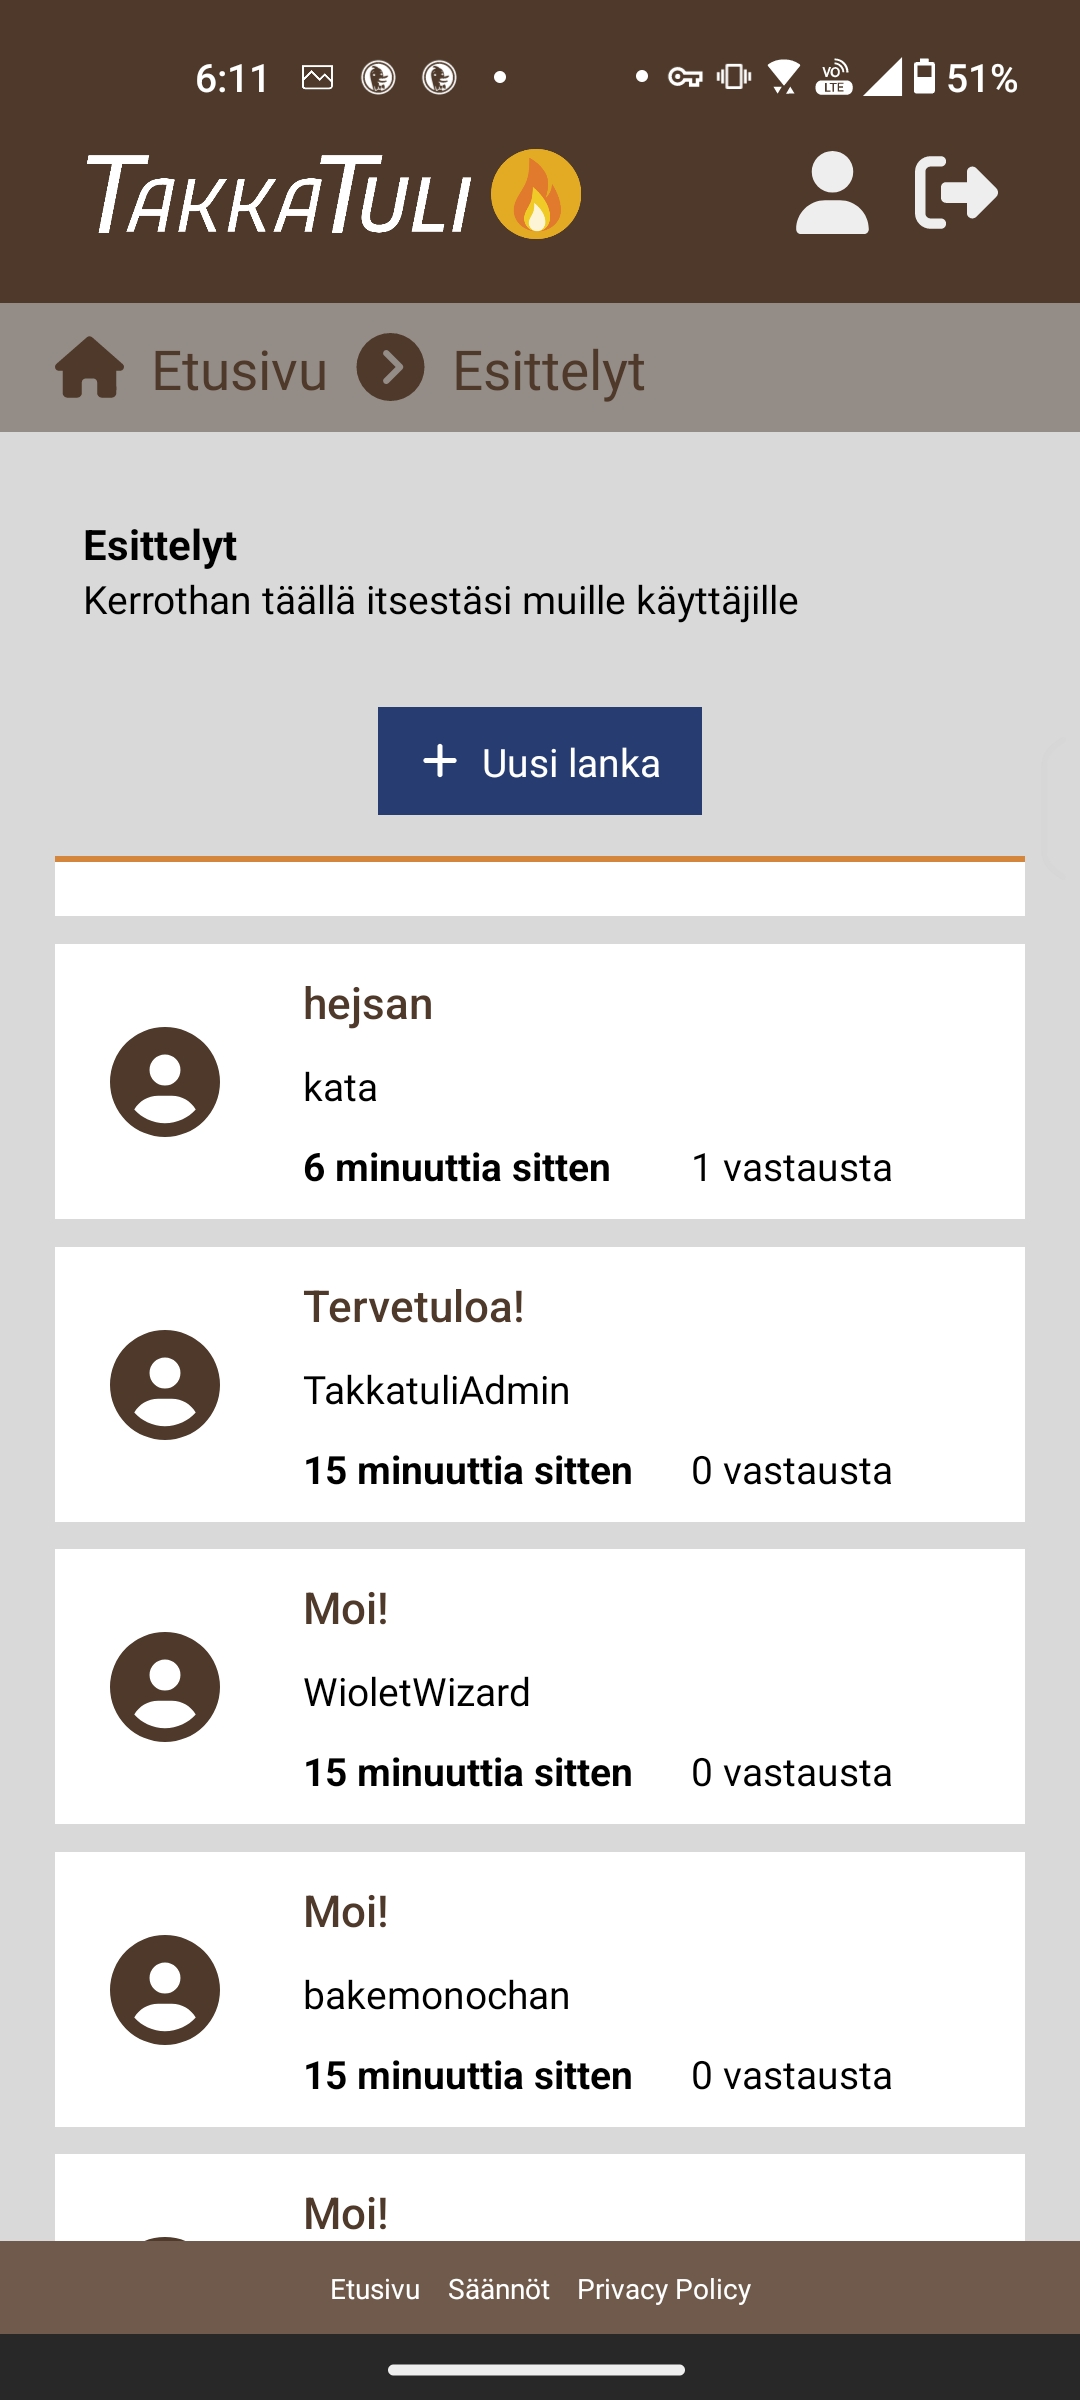 6:11 VO LTE 51%
TAKKATULI
Etusivu Esittelyt
Esittelyt
Kerrothan täällä itsestäsi muille käyttäjille
+ Uusi lanka
hejsan
kata
6 minuuttia sitten 1 vastausta
Tervetuloa!
TakkatuliAdmin
15 minuuttia sitten 0 vastausta
Moi!
WioletWizard
15 minuuttia sitten 0 vastausta
Moi!
bakemonochan
15 minuuttia sitten 0 vastausta
Moi!
Etusivu Säännöt Privacy Policy